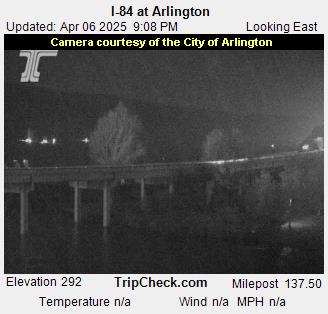 I-84 at Arlington
Updated: Apr 06 2025 9:08 PM Looking East
Camera courtesy of the City of Arlington
Elevation 292 TripCheck.com Milepost 137.50
Temperature n/a Wind n/a MPH n/a